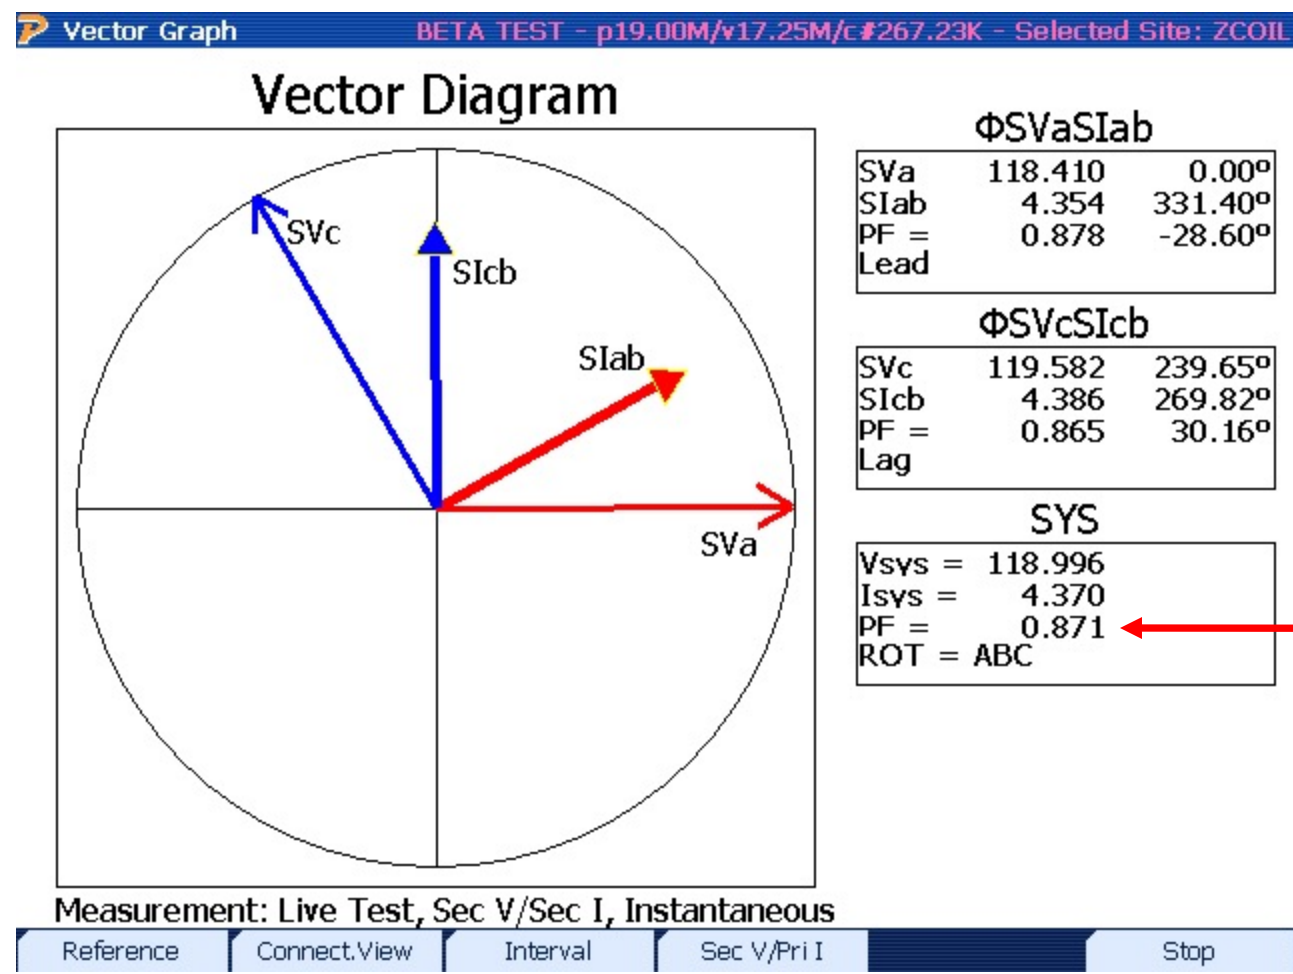 Vector Graph BETA TEST - p19.00M/v17.25M/c#267.23K - Selected Site: ZCOIL
Vector Diagram
SVc
SIcb
SIab
SVa
ΦSVaSIab
SVa 118.410 0.00º
SIab 4.354 331.40º
PF = 0.878 -28.60º
Lead
ΦSVcSIcb
SVc 119.582 239.65º
SIcb 4.386 269.82º
PF = 0.865 30.16º
Lag
SYS
Vsys = 118.996
Isys = 4.370
PF = 0.871
ROT = ABC
Measurement: Live Test, Sec V/Sec I, Instantaneous
Reference Connect.View Interval Sec V/Pri I Stop